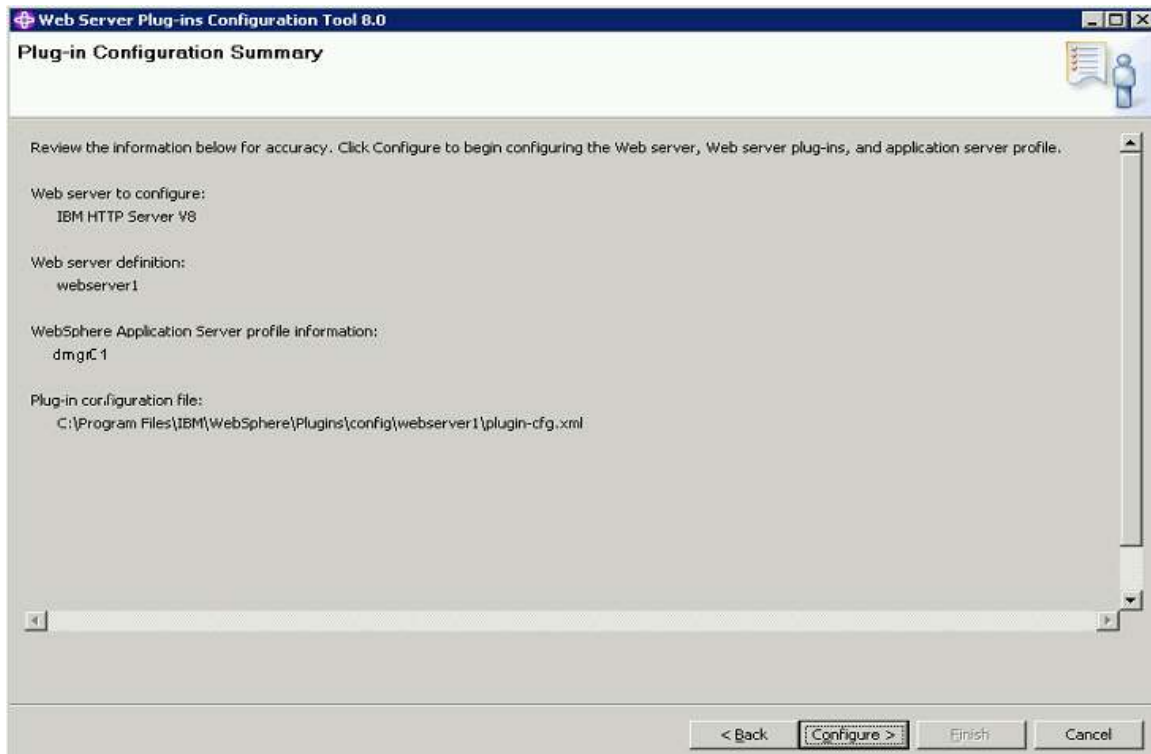 Web Server Plug-ins Configuration Tool 8.0
Plug-in Configuration Summary
Review the information below for accuracy. Click Configure to begin configuring the Web server, Web server plug-ins, and application server profile.
Web server to configure:
IBM HTTP Server V8
Web server definition:
webserver1
WebSphere Application Server profile information:
dmgr01
Plug-in configuration file:
C:\Program Files\IBM\WebSphere\Plugins\config\webserver1\plugin-cfg.xml
< Back Configure > Finish Cancel